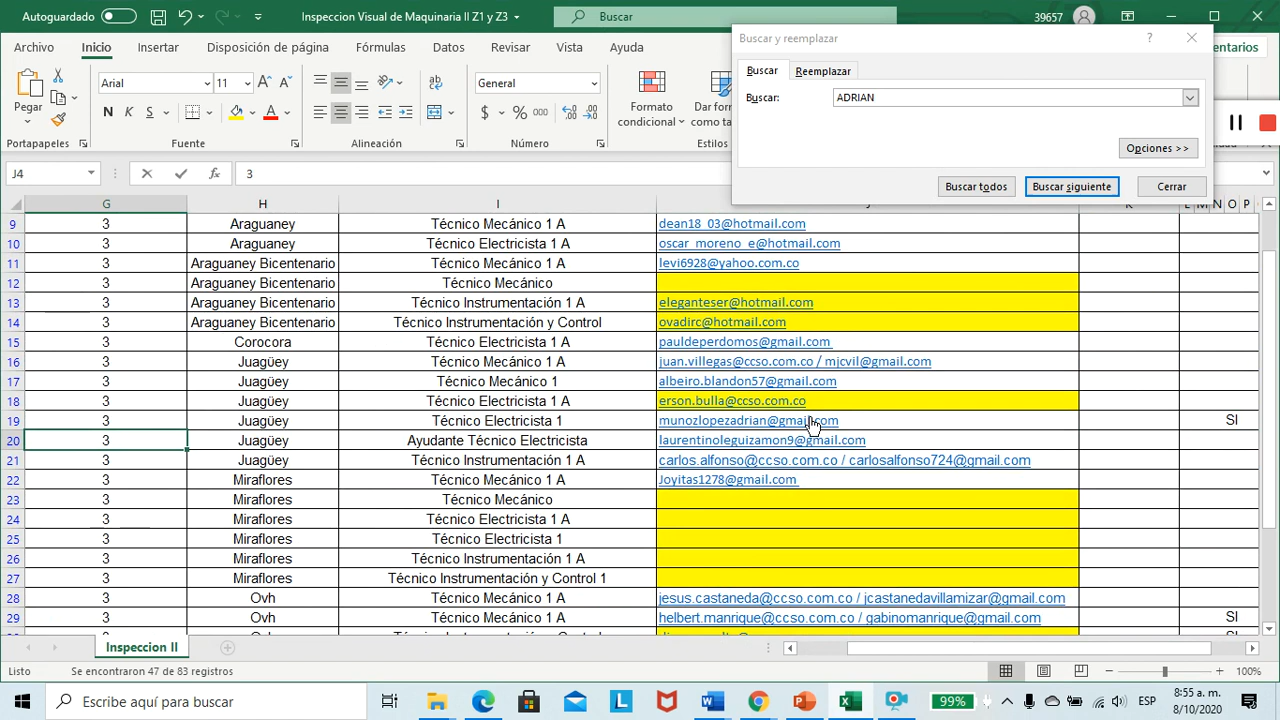 Autoguardado Inspeccion Visual de Maquinaria II Z1 y Z3 Buscar 39657
Archivo Inicio Insertar Disposición de página Fórmulas Datos Revisar Vista Ayuda
Buscar y reemplazar ?
Buscar Reemplazar
Buscar: ADRIAN
Opciones >>
Buscar todos Buscar siguiente Cerrar
Pegar Arial 11 General Formato condicional
N K S $ % 000
Portapapeles Fuente Alineación Número Estilos
J4 fx 3
G H I K L M N O P
9 3 Araguaney Técnico Mecánico 1 A dean18_03@hotmail.com
10 3 Araguaney Técnico Electricista 1 A oscar_moreno_e@hotmail.com
11 3 Araguaney Bicentenario Técnico Mecánico 1 A levi6928@yahoo.com.co
12 3 Araguaney Bicentenario Técnico Mecánico
13 3 Araguaney Bicentenario Técnico Instrumentación 1 A eleganteser@hotmail.com
14 3 Araguaney Bicentenario Técnico Instrumentación y Control ovadirc@hotmail.com
15 3 Corocora Técnico Electricista 1 A pauldeperdomos@gmail.com
16 3 Juagüey Técnico Mecánico 1 A juan.villegas@ccso.com.co / mjcvil@gmail.com
17 3 Juagüey Técnico Mecánico 1 albeiro.blandon57@gmail.com
18 3 Juagüey Técnico Mecánico 1 A erson.bulla@ccso.com.co
19 3 Juagüey Técnico Electricista 1 munozlopezadrian@gmail.com SI
20 3 Juagüey Ayudante Técnico Electricista laurentinoleguizamon9@gmail.com
21 3 Juagüey Técnico Instrumentación 1 A carlos.alfonso@ccso.com.co / carlosalfonso724@gmail.com
22 3 Miraflores Técnico Mecánico 1 A Joyitas1278@gmail.com
23 3 Miraflores Técnico Mecánico
24 3 Miraflores Técnico Electricista 1 A
25 3 Miraflores Técnico Electricista 1
26 3 Miraflores Técnico Instrumentación 1 A
27 3 Miraflores Técnico Instrumentación y Control 1
28 3 Ovh Técnico Mecánico 1 A jesus.castaneda@ccso.com.co / jcastanedavillamizar@gmail.com
29 3 Ovh Técnico Mecánico 1 A helbert.manrique@ccso.com.co / gabinomanrique@gmail.com SI
Inspeccion II
Listo Se encontraron 47 de 83 registros 100%
Escribe aquí para buscar 99% ESP 8:55 a. m.
8/10/2020